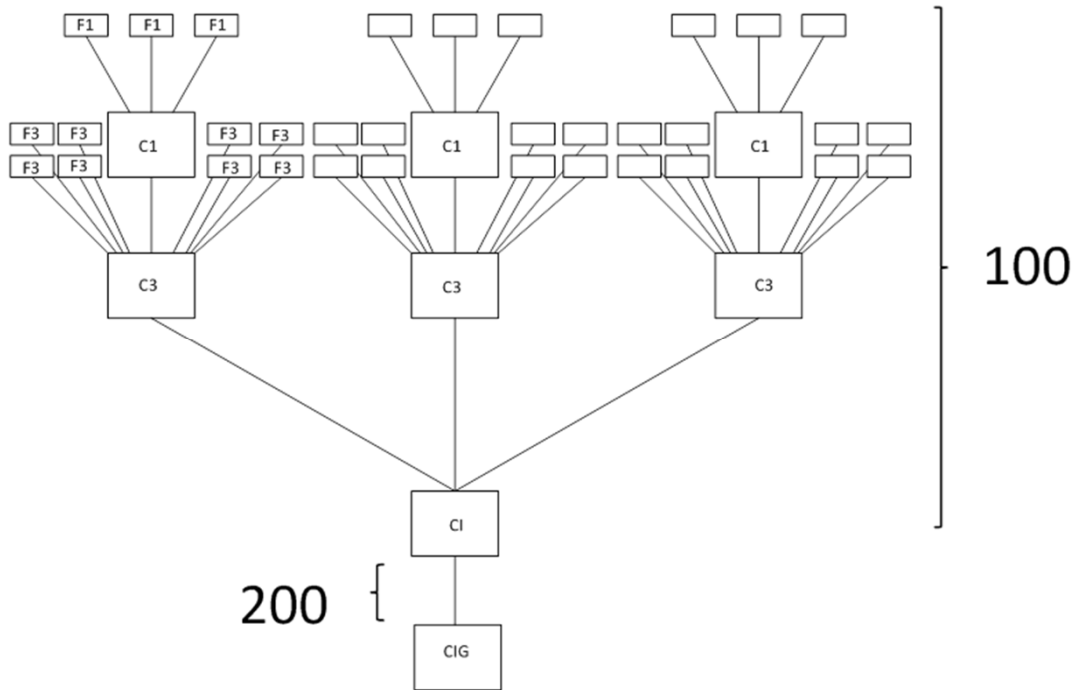 F1 F1 F1
F3 F3 C1 F3 F3 C1 C1
F3 F3 F3 F3
C3 C3 C3
100
CI
200
CIG